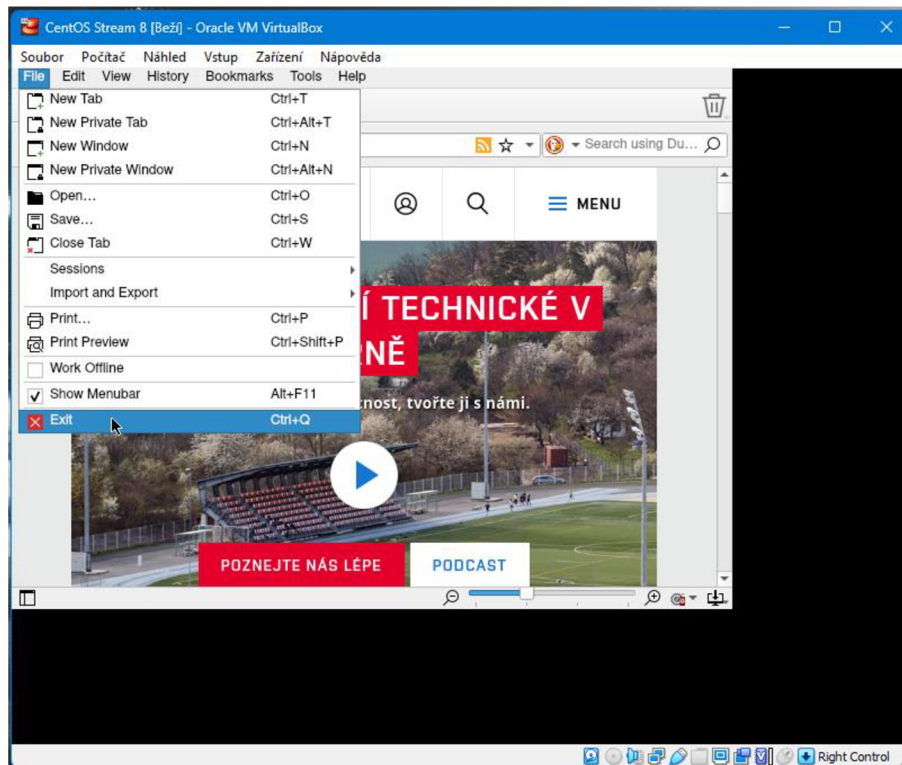 CentOS Stream 8 [Beží] - Oracle VM VirtualBox
Soubor Počítač Náhled Vstup Zařízení Nápověda
File Edit View History Bookmarks Tools Help
New Tab Ctrl+T
New Private Tab Ctrl+Alt+T
New Window Ctrl+N
New Private Window Ctrl+Alt+N
Open... Ctrl+O
Save... Ctrl+S
Close Tab Ctrl+W
Sessions
Import and Export
Print... Ctrl+P
Print Preview Ctrl+Shift+P
Work Offline
Show Menubar Alt+F11
Exit Ctrl+Q
Search using Du...
MENU
Í TECHNICKÉ V
RNĚ
nost, tvořte ji s námi.
POZNEJTE NÁS LÉPE PODCAST
Right Control